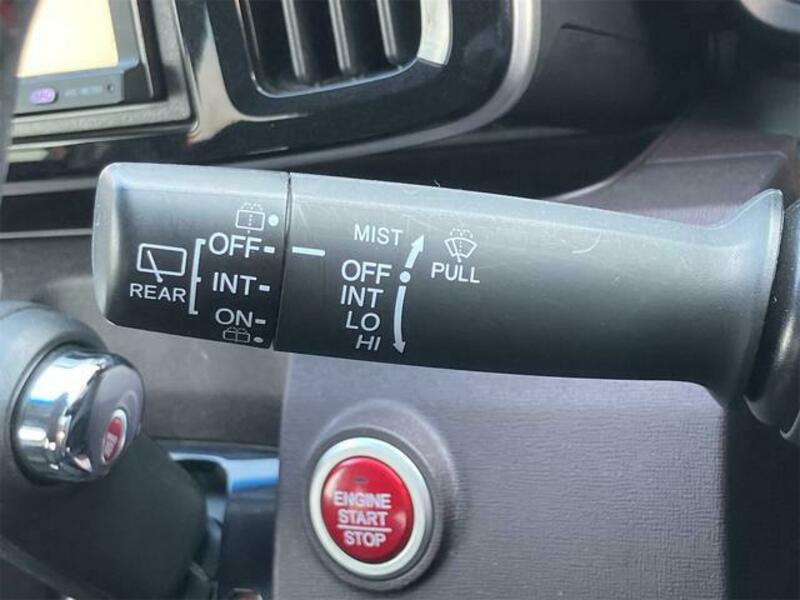 REAR
OFF
INT
ON
MIST
OFF
INT
LO
HI
PULL
ENGINE
START
STOP